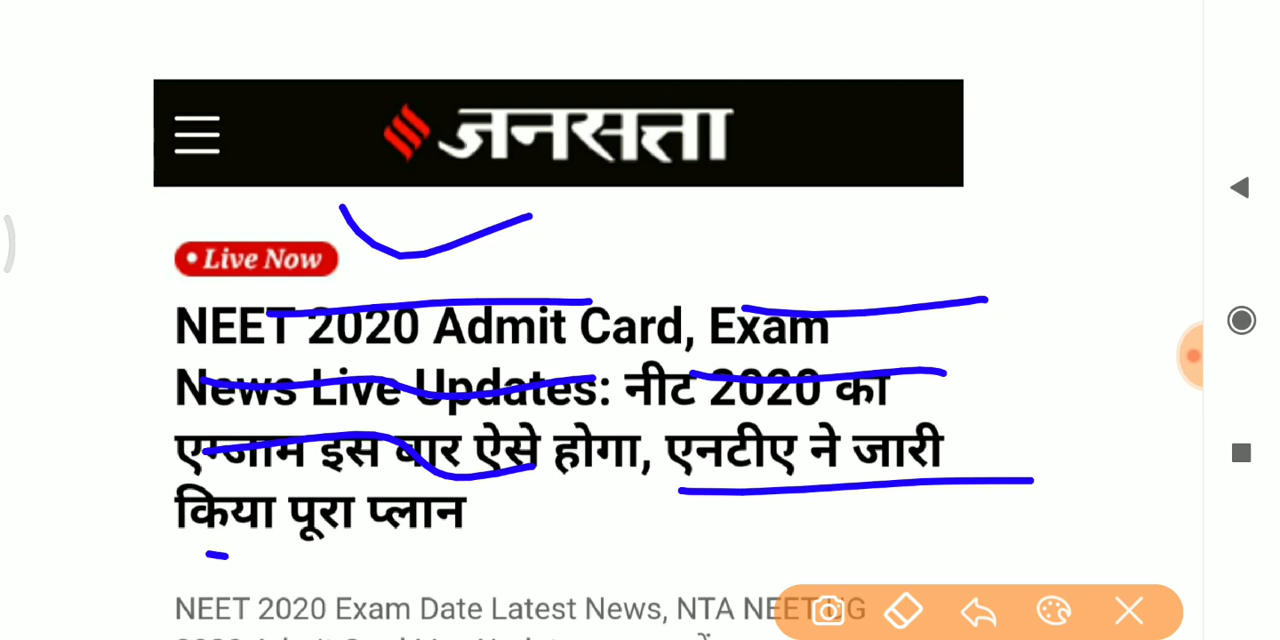 जनसत्ता
Live Now
NEET 2020 Admit Card, Exam
News Live Updates: नीट 2020 का
एग्जाम इस बार ऐसे होगा, एनटीए ने जारी
किया पूरा प्लान
NEET 2020 Exam Date Latest News, NTA NEET UG